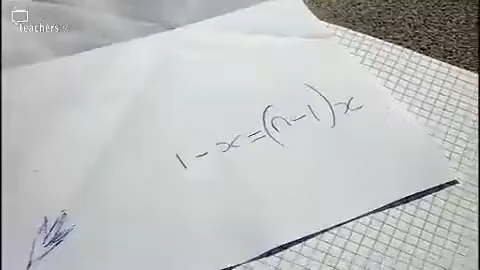 Teachers
1 - x = (n - 1) x